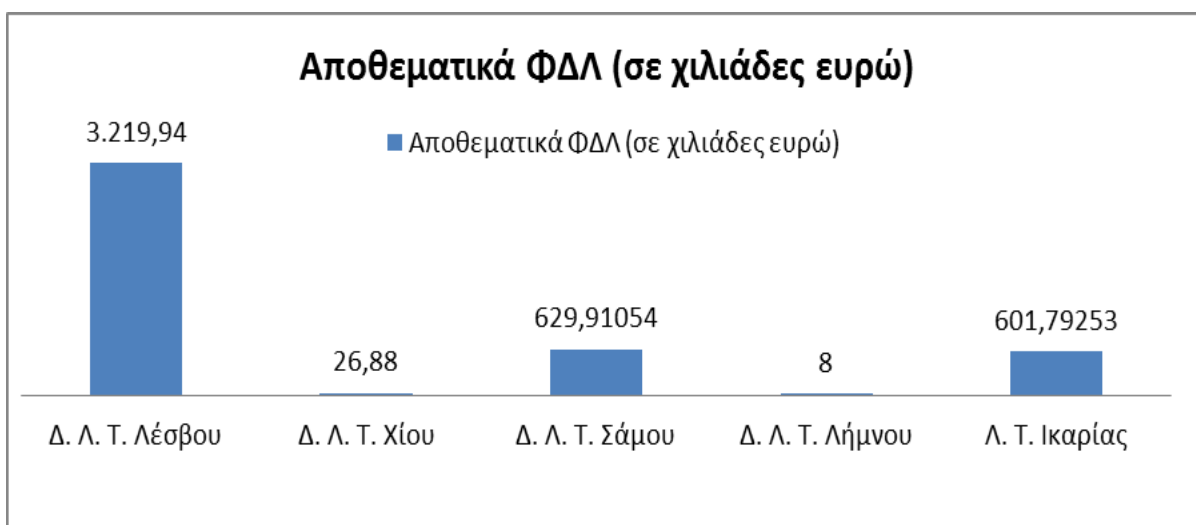 Αποθεματικά ΦΔΛ (σε χιλιάδες ευρώ)
3.219,94
Αποθεματικά ΦΔΛ (σε χιλιάδες ευρώ)
629,91054
601,79253
26,88
8
Δ. Λ. Τ. Λέσβου
Δ. Λ. Τ. Χίου
Δ. Λ. Τ. Σάμου
Δ. Λ. Τ. Λήμνου
Λ. Τ. Ικαρίας